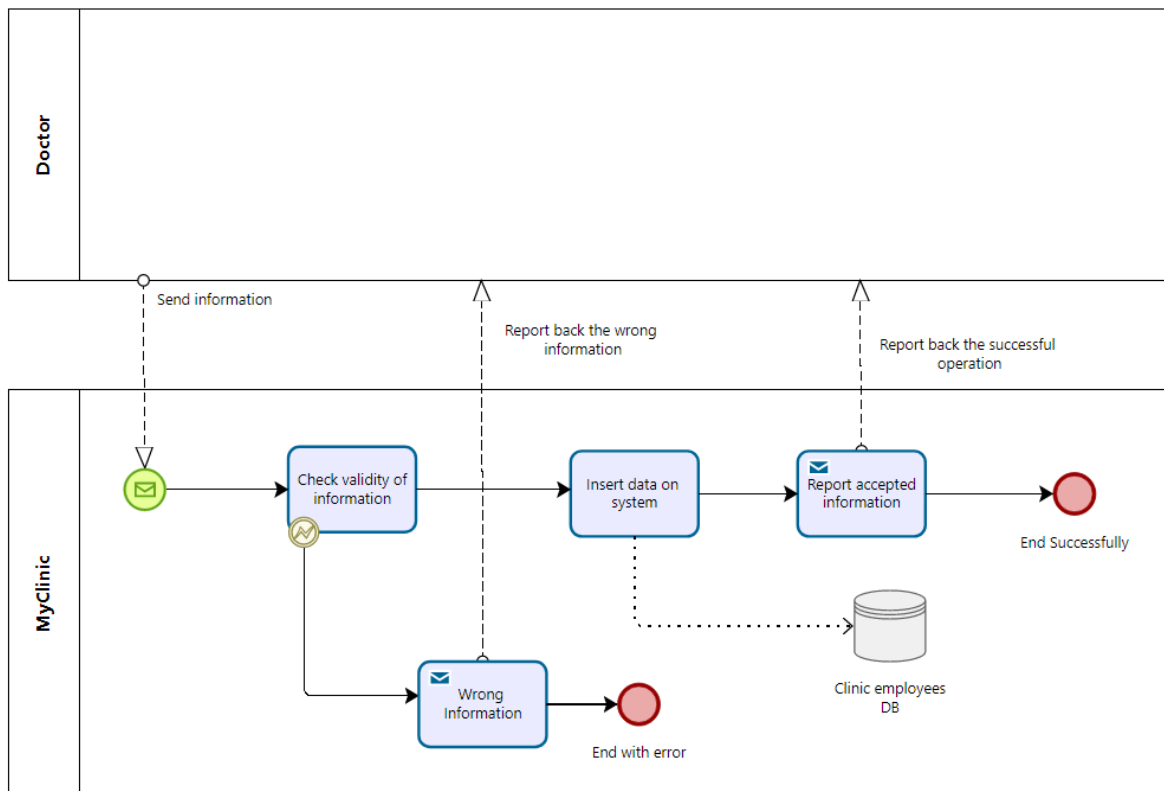 Doctor
Send information
Report back the wrong
information
Report back the successful
operation
MyClinic
Check validity of
information
Insert data on
system
Report accepted
information
End Successfully
Wrong
Information
End with error
Clinic employees
DB